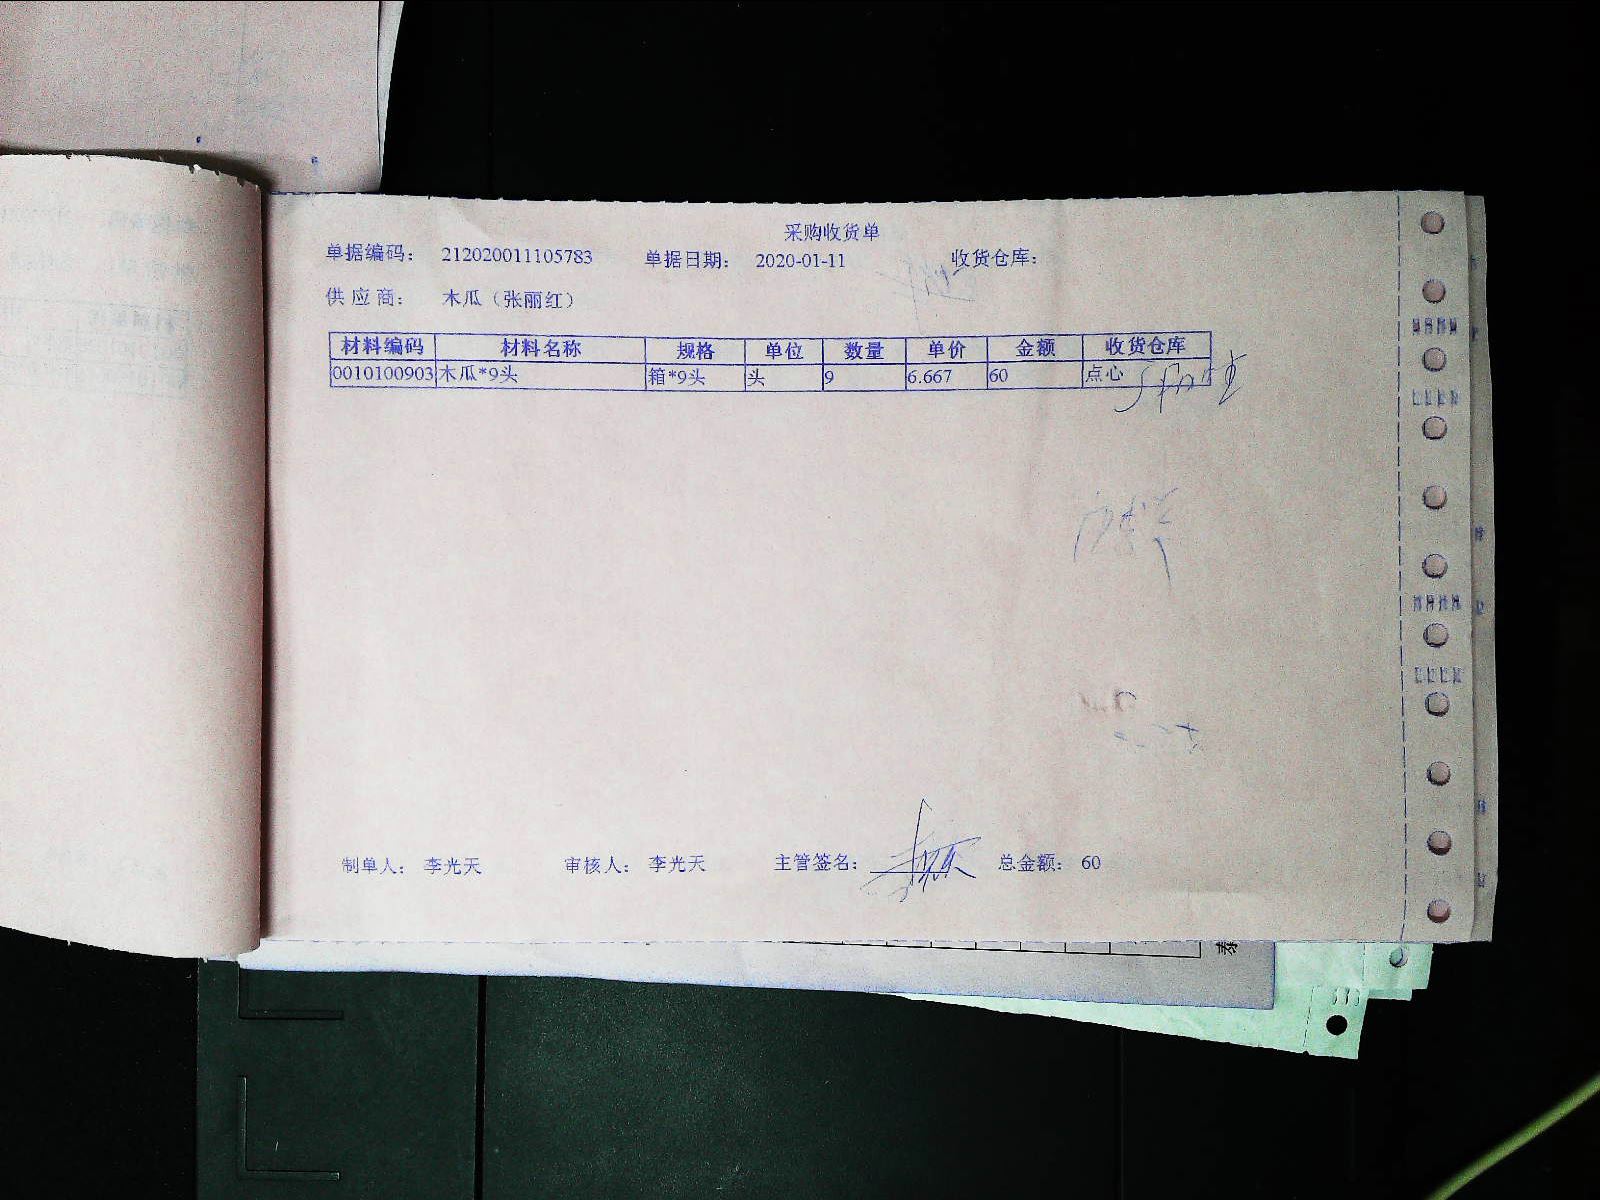 采购收货单
单据编码： 212020011105783 单据日期： 2020-01-11 收货仓库：
供应商： 木瓜（张丽红）
材料编码 材料名称 规格 单位 数量 单价 金额 收货仓库
0010100903 木瓜*9头 箱*9头 头 9 6.667 60 点心
制单人： 李光天 审核人： 李光天 主管签名： 总金额： 60
泰